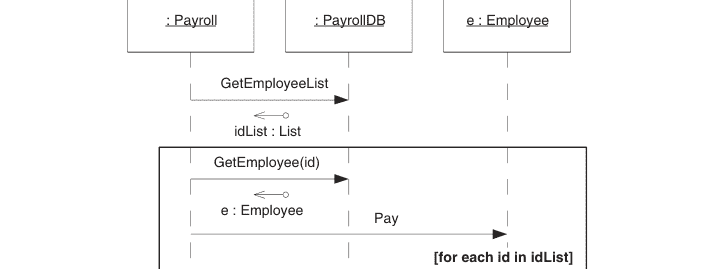 : Payroll
: PayrollDB
e : Employee
GetEmployeeList
idList : List
GetEmployee(id)
e : Employee
Pay
[for each id in idList]